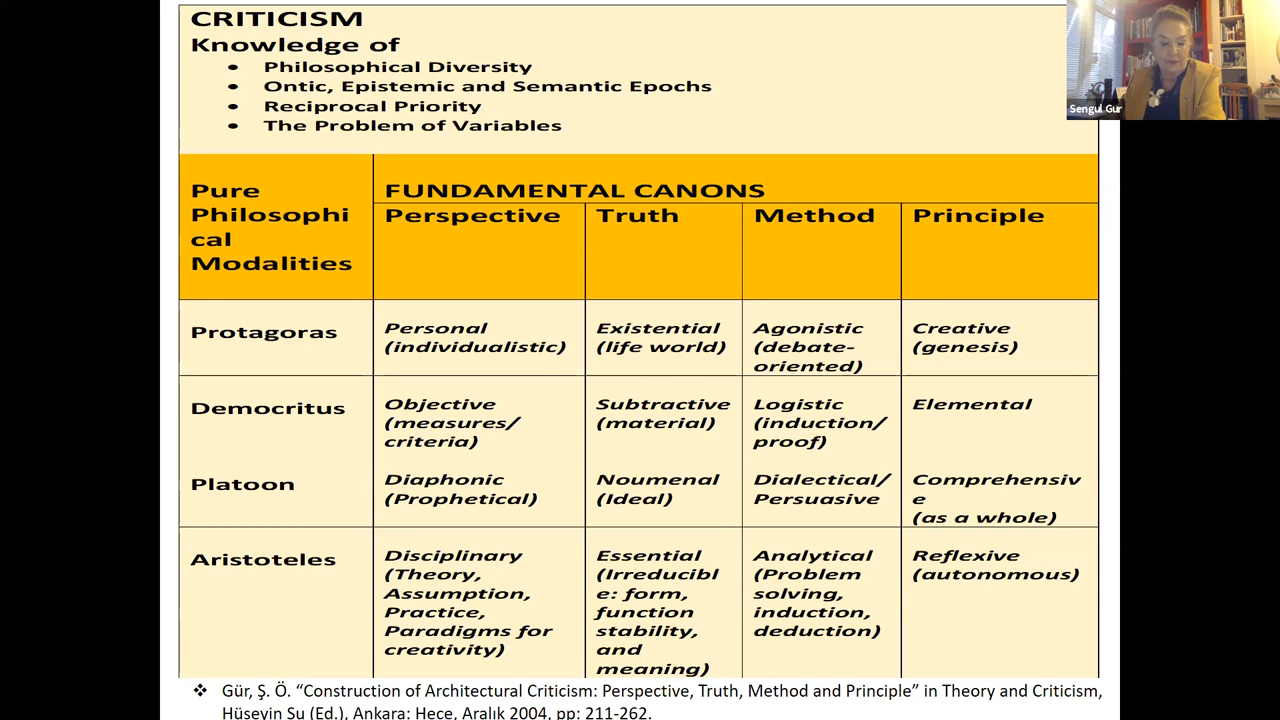 CRITICISM
Knowledge of
• Philosophical Diversity
• Ontic, Epistemic and Semantic Epochs
• Reciprocal Priority
• The Problem of Variables
Sengul Gur
Pure
Philosophi
cal
Modalities
FUNDAMENTAL CANONS
Perspective
Truth
Method
Principle
Protagoras
Personal
(individualistic)
Existential
(life world)
Agonistic
(debate-
oriented)
Creative
(genesis)
Democritus
Objective
(measures/
criteria)
Subtractive
(material)
Logistic
(induction/
proof)
Elemental
Platoon
Diaphonic
(Prophetical)
Noumenal
(Ideal)
Dialectical/
Persuasive
Comprehensiv
e
(as a whole)
Aristoteles
Disciplinary
(Theory,
Assumption,
Practice,
Paradigms for
creativity)
Essential
(Irreducibl
e: form,
function
stability,
and
meaning)
Analytical
(Problem
solving,
induction,
deduction)
Reflexive
(autonomous)
❖ Gür, Ş. Ö. “Construction of Architectural Criticism: Perspective, Truth, Method and Principle” in Theory and Criticism,
Hüseyin Su (Ed.), Ankara: Hece, Aralık 2004, pp: 211-262.